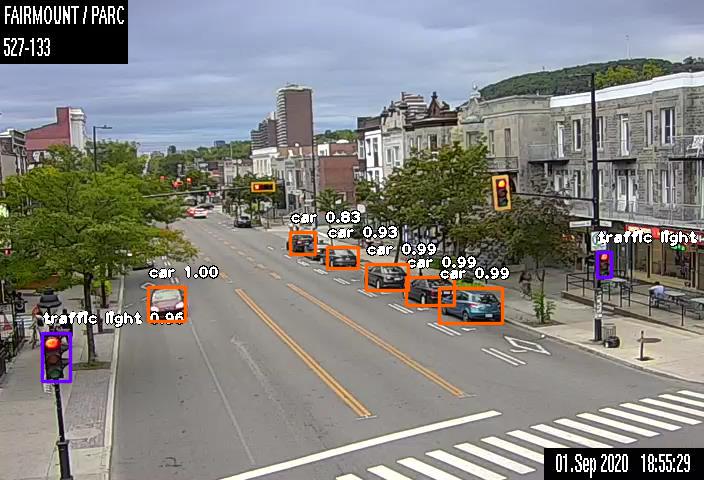 FAIRMOUNT / PARC
527-133
car 0.83
car 0.93
car 0.99
car 0.99
car 0.99
car 1.00
traffic light
traffic light 0.96
01.Sep 2020 18:55:29